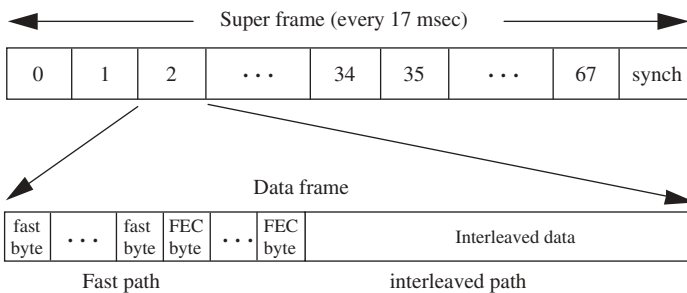 Super frame (every 17 msec)
0 1 2 ... 34 35 ... 67 synch
Data frame
fast byte ... fast byte FEC byte ... FEC byte Interleaved data
Fast path interleaved path